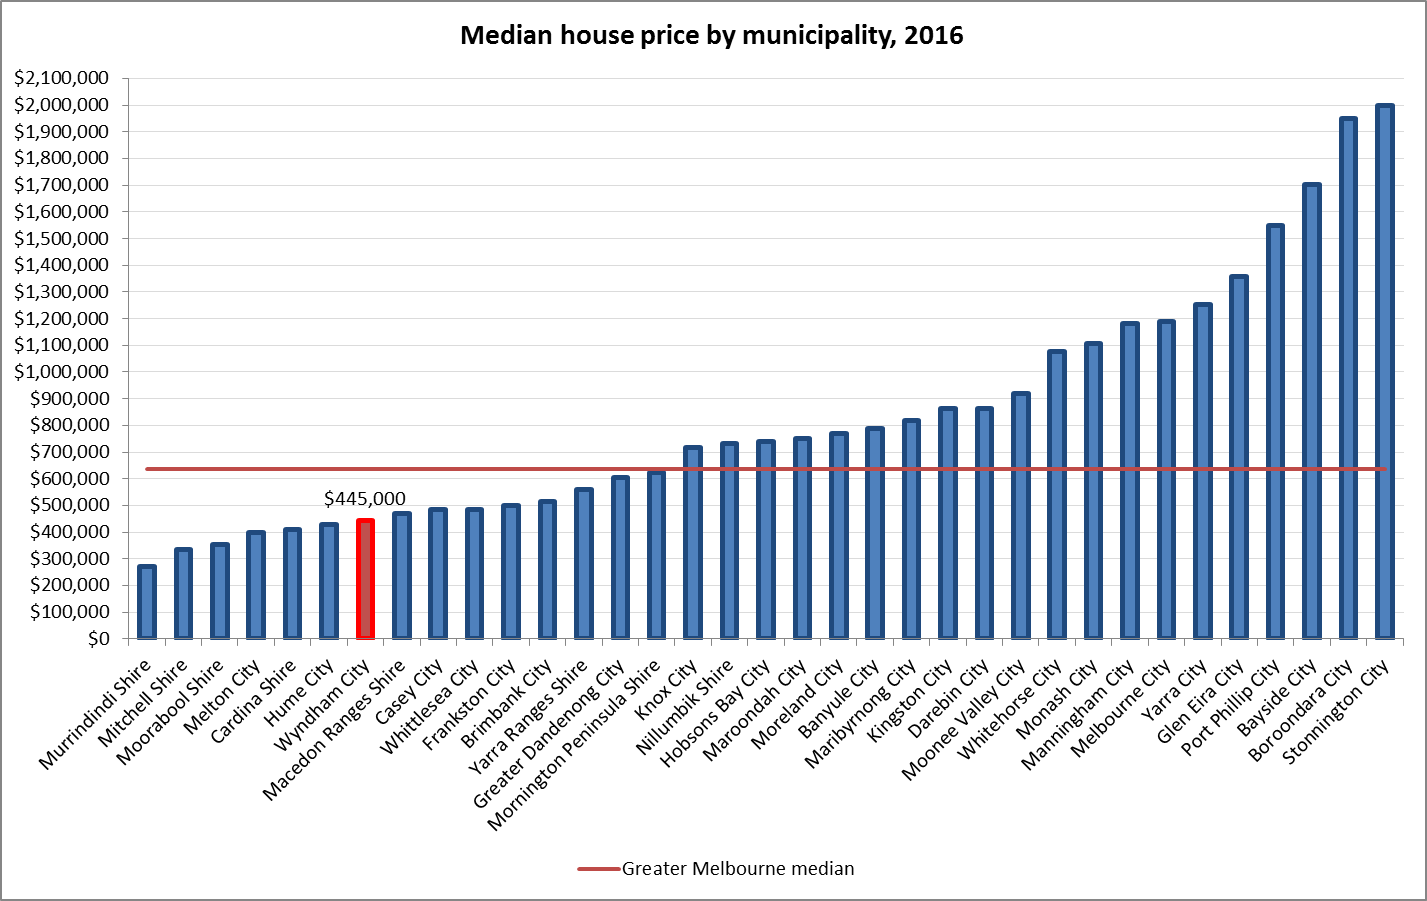 Median house price by municipality, 2016
$2,100,000
$2,000,000
$1,900,000
$1,800,000
$1,700,000
$1,600,000
$1,500,000
$1,400,000
$1,300,000
$1,200,000
$1,100,000
$1,000,000
$900,000
$800,000
$700,000
$600,000
$500,000
$400,000
$300,000
$200,000
$100,000
$0
$445,000
Murrindindi Shire
Mitchell Shire
Moorabool Shire
Melton City
Cardina Shire
Hume City
Wyndham City
Macedon Ranges Shire
Casey City
Whittlesea City
Frankston City
Brimbank City
Yarra Ranges Shire
Greater Dandenong City
Mornington Peninsula Shire
Knox City
Nillumbik Shire
Hobsons Bay City
Maroondah City
Moreland City
Banyule City
Maribyrnong City
Kingston City
Darebin City
Moonee Valley City
Whitehorse City
Monash City
Manningham City
Melbourne City
Yarra City
Glen Eira City
Port Phillip City
Bayside City
Boroondara City
Stonnington City
Greater Melbourne median